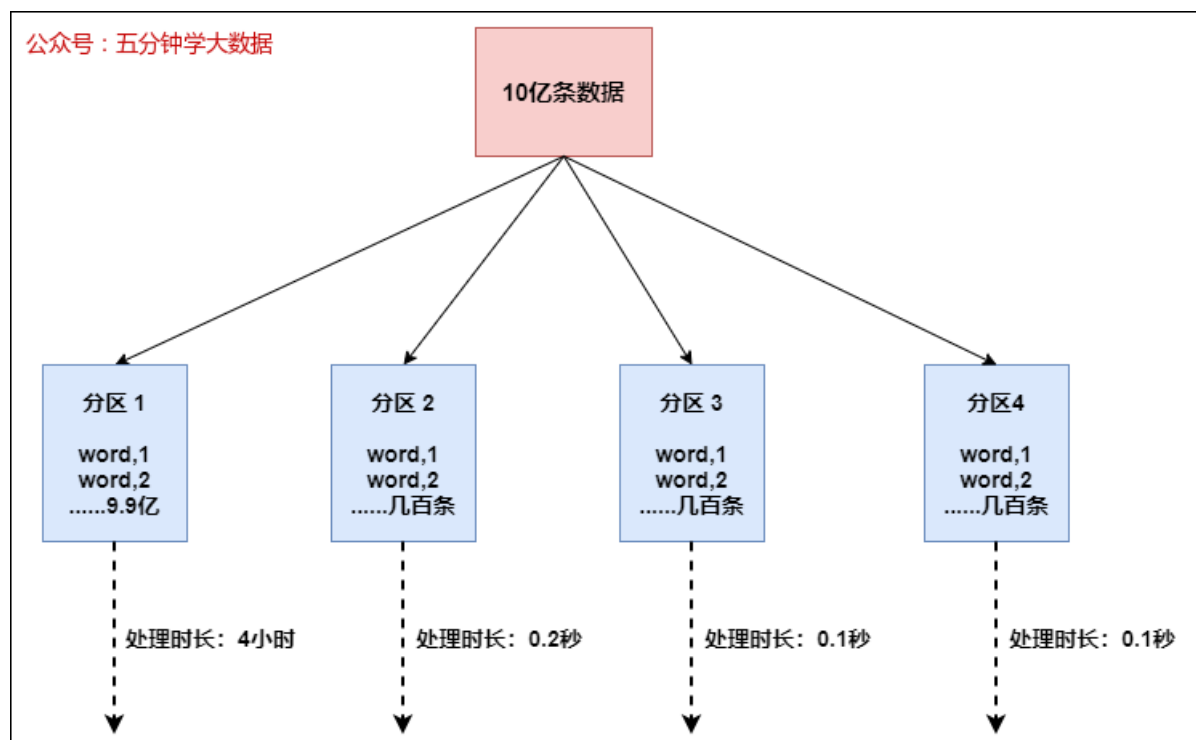 公众号：五分钟学大数据
10亿条数据
分区 1
word,1
word,2
......9.9亿
分区 2
word,1
word,2
......几百条
分区 3
word,1
word,2
......几百条
分区4
word,1
word,2
......几百条
处理时长：4小时
处理时长：0.2秒
处理时长：0.1秒
处理时长：0.1秒